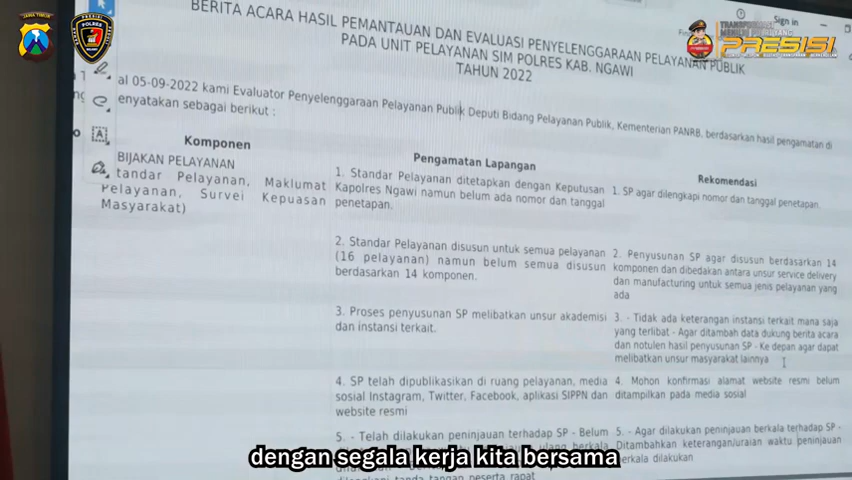 BERITA ACARA HASIL PEMANTAUAN DAN EVALUASI PENYELENGGARAAN PELAYANAN PUBLIK
PADA UNIT PELAYANAN SIM POLRES KAB. NGAWI
TAHUN 2022
Sign in
POLRES
PRESISI
al 05-09-2022 kami Evaluator Penyelenggaraan Pelayanan Publik Deputi Bidang Pelayanan Publik, Kementerian PANRB, berdasarkan hasil pengamatan di
enyatakan sebagai berikut :
Komponen
BIJAKAN PELAYANAN
tandar Pelayanan, Maklumat
Pelayanan, Survei Kepuasan
Masyarakat)
Pengamatan Lapangan
1. Standar Pelayanan ditetapkan dengan Keputusan
Kapolres Ngawi namun belum ada nomor dan tanggal
penetapan.
2. Standar Pelayanan disusun untuk semua pelayanan
(16 pelayanan) namun belum semua disusun
berdasarkan 14 komponen.
3. Proses penyusunan SP melibatkan unsur akademisi
dan instansi terkait.
4. SP telah dipublikasikan di ruang pelayanan, media
sosial Instagram, Twitter, Facebook, aplikasi SIPPN dan
website resmi
5. - Telah dilakukan peninjauan terhadap SP - Belum
Rekomendasi
1. SP agar dilengkapi nomor dan tanggal penetapan.
2. Penyusunan SP agar disusun berdasarkan 14
komponen dan dibedakan antara unsur service delivery
dan manufacturing untuk semua jenis pelayanan yang
ada
3. - Tidak ada keterangan instansi terkait mana saja
yang terlibat - Agar ditambah data dukung berita acara
dan notulen hasil penyusunan SP - Ke depan agar dapat
melibatkan unsur masyarakat lainnya
4. Mohon konfirmasi alamat website resmi belum
ditampilkan pada media sosial
5. - Agar dilakukan peninjauan berkala terhadap SP -
Ditambahkan keterangan/uraian waktu peninjauan
berkala dilakukan
dengan segala kerja kita bersama